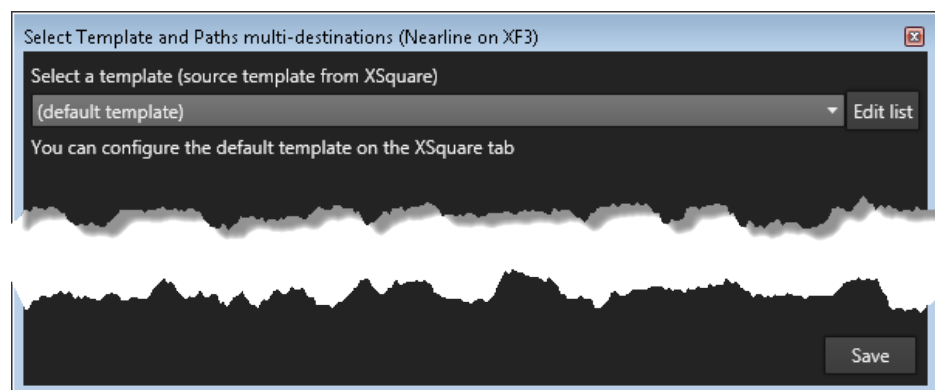 Select Template and Paths multi-destinations (Nearline on XF3)
Select a template (source template from XSquare)
(default template) Edit list
You can configure the default template on the XSquare tab
Save